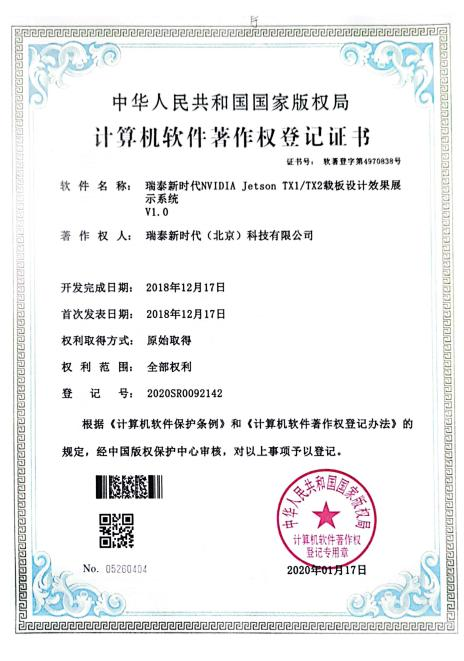 中华人民共和国国家版权局
计算机软件著作权登记证书
证书号： 软著登字第4970838号
软件名称： 瑞泰新时代NVIDIA Jetson TX1/TX2载板设计效果展
示系统
V1.0
著作权人： 瑞泰新时代（北京）科技有限公司
开发完成日期： 2018年12月17日
首次发表日期： 2018年12月17日
权利取得方式： 原始取得
权利范围： 全部权利
登记号： 2020SR0092142
根据《计算机软件保护条例》和《计算机软件著作权登记办法》的
规定，经中国版权保护中心审核，对以上事项予以登记。
中华人民共和国国家版权局
计算机软件著作权
登记专用章
No. 05260404
2020年01月17日